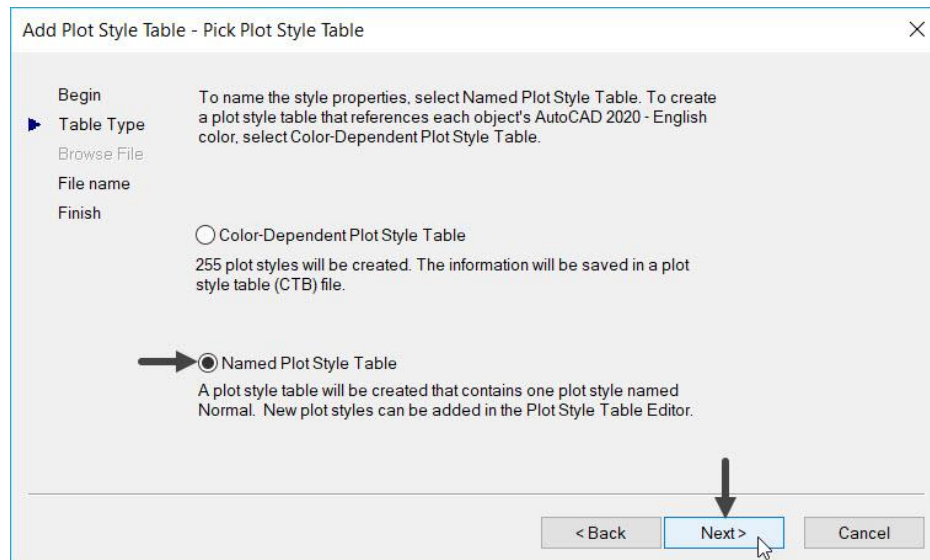 Add Plot Style Table - Pick Plot Style Table
Begin
Table Type
Browse File
File name
Finish
To name the style properties, select Named Plot Style Table. To create
a plot style table that references each object's AutoCAD 2020 - English
color, select Color-Dependent Plot Style Table.
Color-Dependent Plot Style Table
255 plot styles will be created. The information will be saved in a plot
style table (CTB) file.
Named Plot Style Table
A plot style table will be created that contains one plot style named
Normal. New plot styles can be added in the Plot Style Table Editor.
< Back
Next >
Cancel